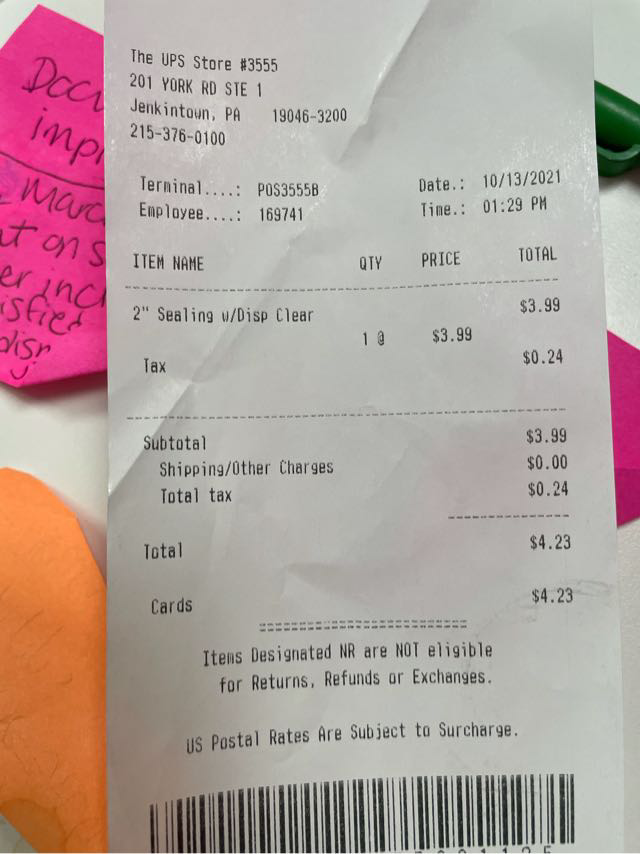 The UPS Store #3555
201 YORK RD STE 1
Jenkintown, PA 19046-3200
215-376-0100
Terminal....: POS3555B Date.: 10/13/2021
Employee....: 169741 Time.: 01:29 PM
ITEM NAME QTY PRICE TOTAL
2" Sealing w/Disp Clear $3.99
1 @ $3.99
Tax $0.24
Subtotal $3.99
Shipping/Other Charges $0.00
Total tax $0.24
Total $4.23
Cards $4.23
Items Designated NR are NOT eligible
for Returns, Refunds or Exchanges.
US Postal Rates Are Subject to Surcharge.